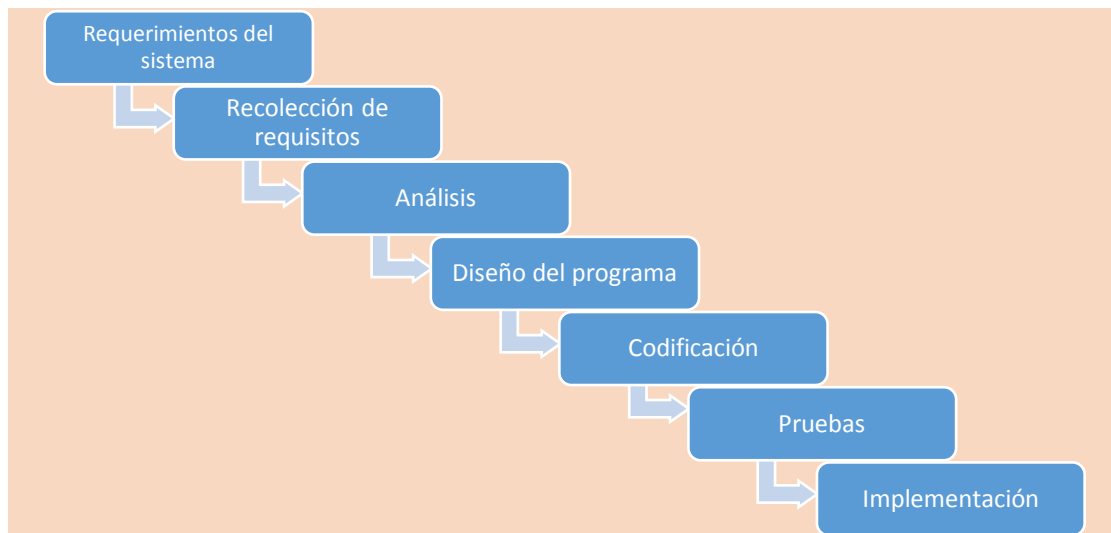 Requerimientos del
sistema
Recolección de
requisitos
Análisis
Diseño del programa
Codificación
Pruebas
Implementación